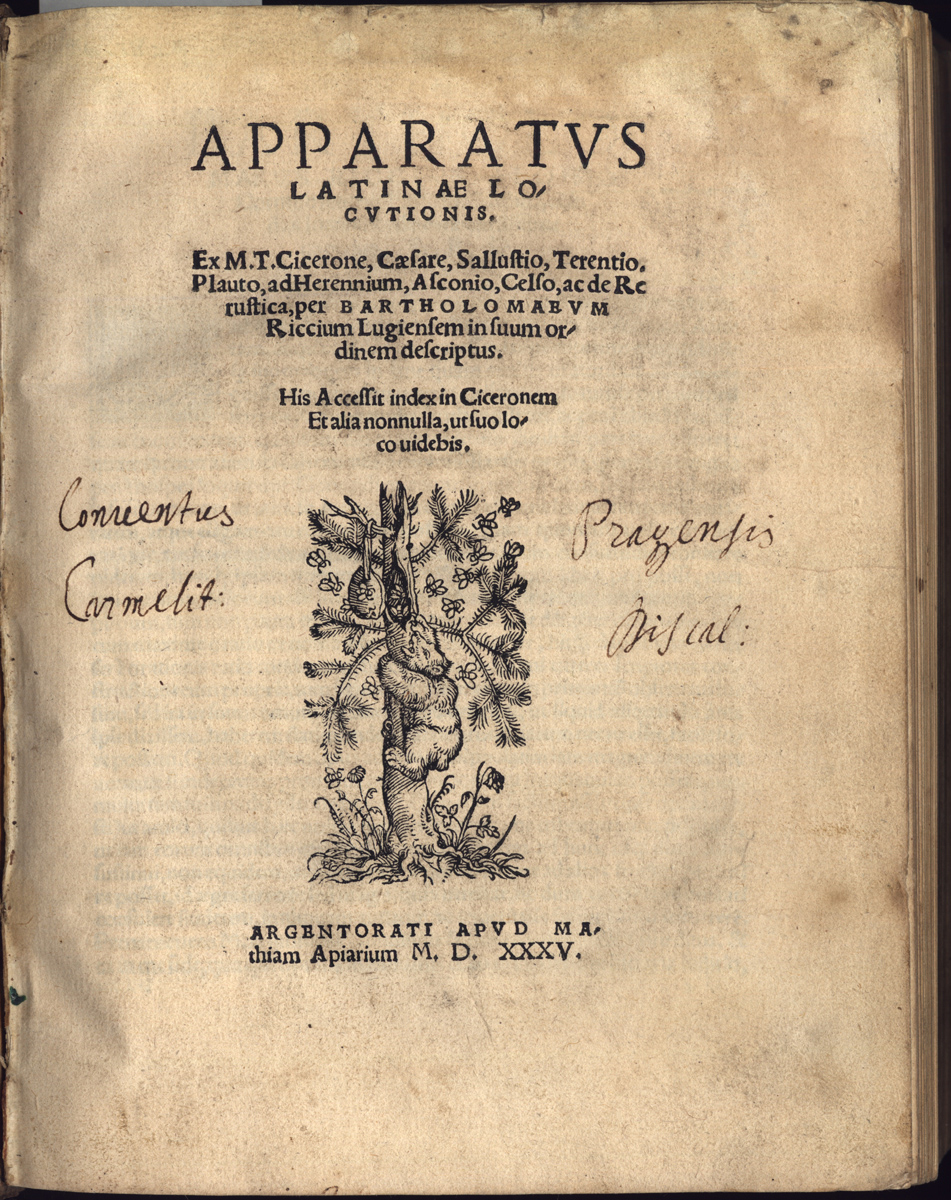 APPARATVS
LATINAE LO-
CVTIONIS.
Ex M.T.Cicerone, Cæſare, Salluſtio, Terentio.
Plauto, ad Herennium, Aſconio, Celſo, ac de Re
ruſtica, per BARTHOLOMAEVM
Riccium Lugienſem in ſuum or-
dinem deſcriptus.
His Acceſſit index in Ciceronem
Et alia nonnulla, ut ſuo lo-
co uidebis.
Conuentus Pragensis
Carmelit: Discal:
ARGENTORATI APVD MA-
thiam Apiarium M. D. XXXV.